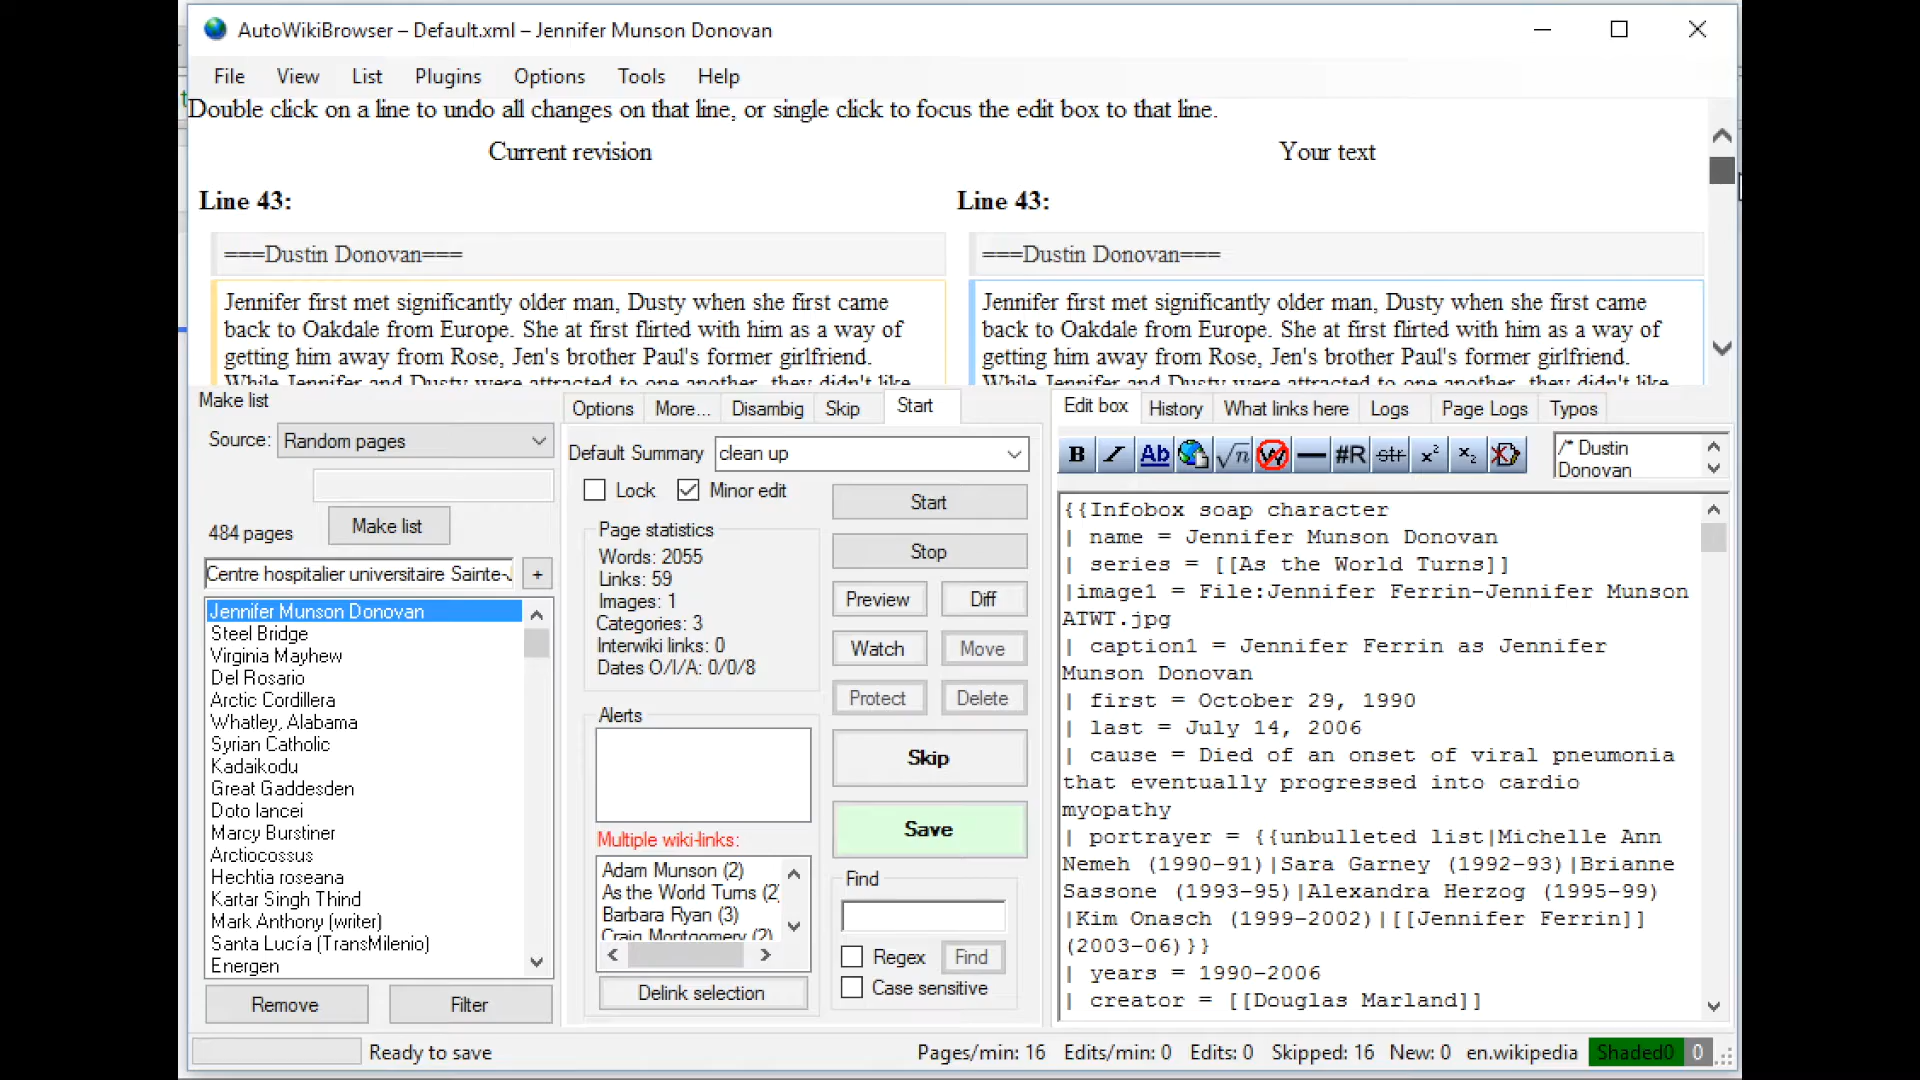 AutoWikiBrowser – Default.xml – Jennifer Munson Donovan
File View List Plugins Options Tools Help
Double click on a line to undo all changes on that line, or single click to focus the edit box to that line.
Current revision Your text
Line 43: Line 43:
===Dustin Donovan=== ===Dustin Donovan===
Jennifer first met significantly older man, Dusty when she first came
back to Oakdale from Europe. She at first flirted with him as a way of
getting him away from Rose, Jen's brother Paul's former girlfriend.
While Jennifer and Dusty were attracted to one another, they didn't like
Jennifer first met significantly older man, Dusty when she first came
back to Oakdale from Europe. She at first flirted with him as a way of
getting him away from Rose, Jen's brother Paul's former girlfriend.
While Jennifer and Dusty were attracted to one another, they didn't like
Make list
Source: Random pages
484 pages Make list
Centre hospitalier universitaire Sainte-J +
Jennifer Munson Donovan
Steel Bridge
Virginia Mayhew
Del Rosario
Arctic Cordillera
Whatley, Alabama
Syrian Catholic
Kadaikodu
Great Gaddesden
Doto lancei
Marcy Burstiner
Arctiocossus
Hechtia roseana
Kartar Singh Thind
Mark Anthony (writer)
Santa Lucía (TransMilenio)
Energen
Remove Filter
Options More... Disambig Skip Start
Default Summary clean up
Lock Minor edit
Page statistics
Words: 2055
Links: 59
Images: 1
Categories: 3
Interwiki links: 0
Dates O/I/A: 0/0/8
Alerts
Multiple wiki-links:
Adam Munson (2)
As the World Turns (2)
Barbara Ryan (3)
Craig Montgomery (2)
Delink selection
Start
Stop
Preview Diff
Watch Move
Protect Delete
Skip
Save
Find
Regex Find
Case sensitive
Edit box History What links here Logs Page Logs Typos
B I Ab √n W #R str x² x₂
/* Dustin
Donovan
{{Infobox soap character
| name = Jennifer Munson Donovan
| series = [[As the World Turns]]
|image1 = File:Jennifer Ferrin-Jennifer Munson
ATWT.jpg
| caption1 = Jennifer Ferrin as Jennifer
Munson Donovan
| first = October 29, 1990
| last = July 14, 2006
| cause = Died of an onset of viral pneumonia
that eventually progressed into cardio
myopathy
| portrayer = {{unbulleted list|Michelle Ann
Nemeh (1990–91)|Sara Garney (1992–93)|Brianne
Sassone (1993–95)|Alexandra Herzog (1995–99)
|Kim Onasch (1999–2002)|[[Jennifer Ferrin]]
(2003–06)}}
| years = 1990–2006
| creator = [[Douglas Marland]]
Ready to save Pages/min: 16 Edits/min: 0 Edits: 0 Skipped: 16 New: 0 en.wikipedia Shaded0 0